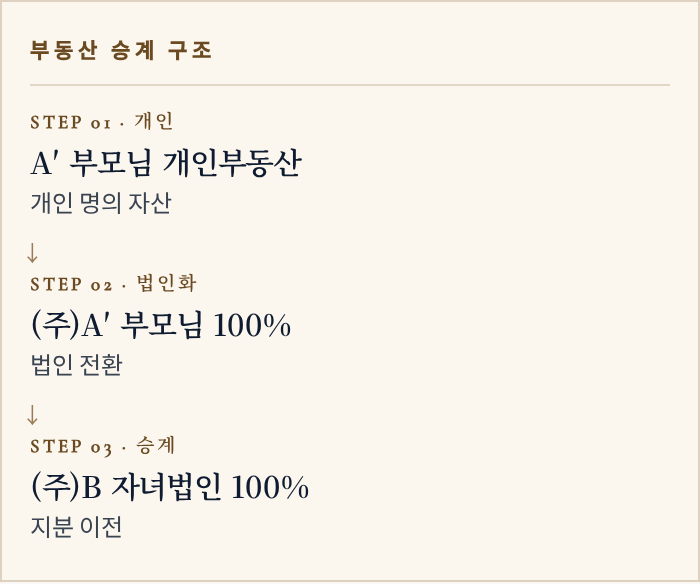 부동산 승계 구조
STEP 01 · 개인
A′ 부모님 개인부동산
개인 명의 자산
↓
STEP 02 · 법인화
(주)A′ 부모님 100%
법인 전환
↓
STEP 03 · 승계
(주)B 자녀법인 100%
지분 이전